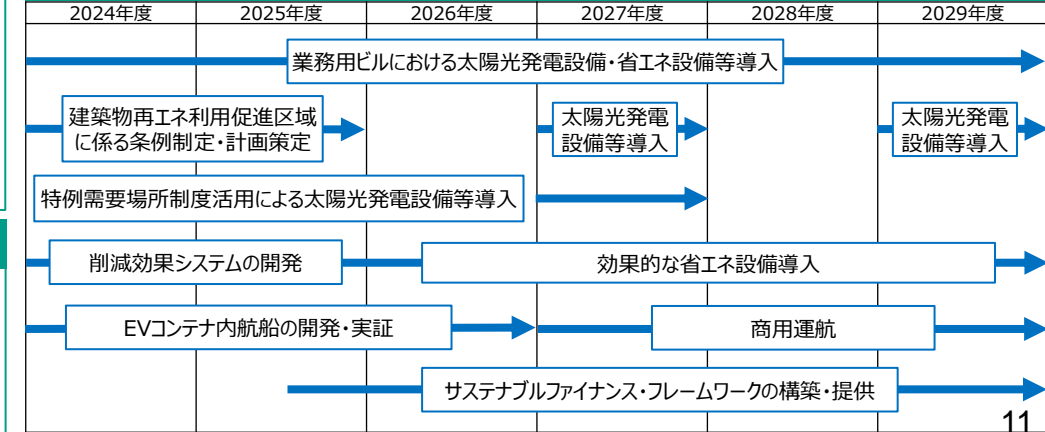 2024年度 2025年度 2026年度 2027年度 2028年度 2029年度
業務用ビルにおける太陽光発電設備・省エネ設備等導入
建築物再エネ利用促進区域
に係る条例制定・計画策定
太陽光発電
設備等導入
太陽光発電
設備等導入
特例需要場所制度活用による太陽光発電設備等導入
削減効果システムの開発
効果的な省エネ設備導入
EVコンテナ内航船の開発・実証
商用運航
サステナブルファイナンス・フレームワークの構築・提供
11